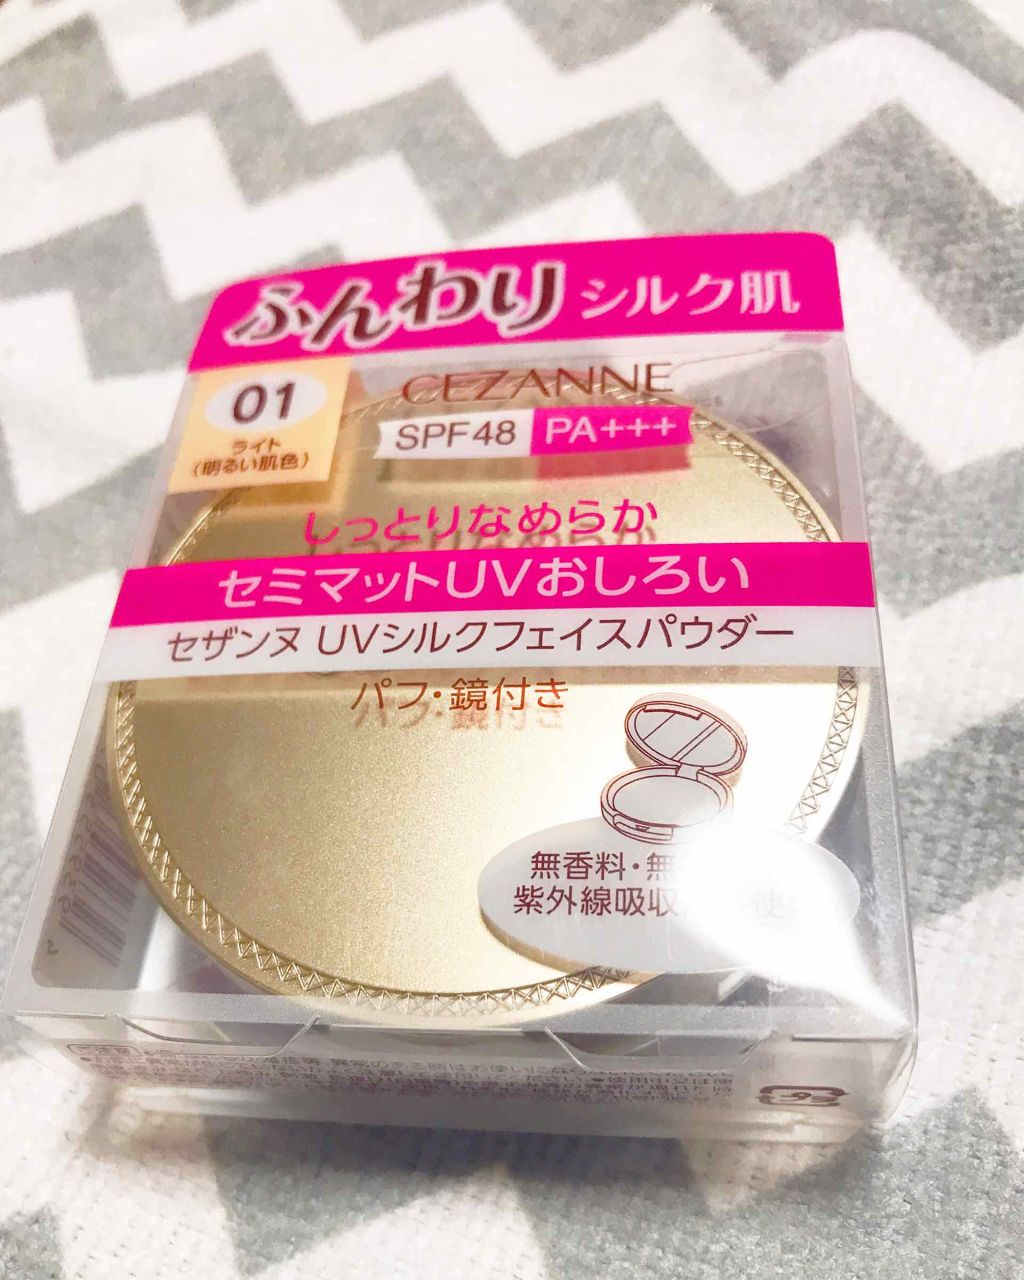 ふんわり シルク肌
01
ライト
(明るい肌色)
CEZANNE
SPF48 PA+++
しっとりなめらか
セミマットUVおしろい
セザンヌ UVシルクフェイスパウダー
パフ・鏡付き
無香料・無
紫外線吸収